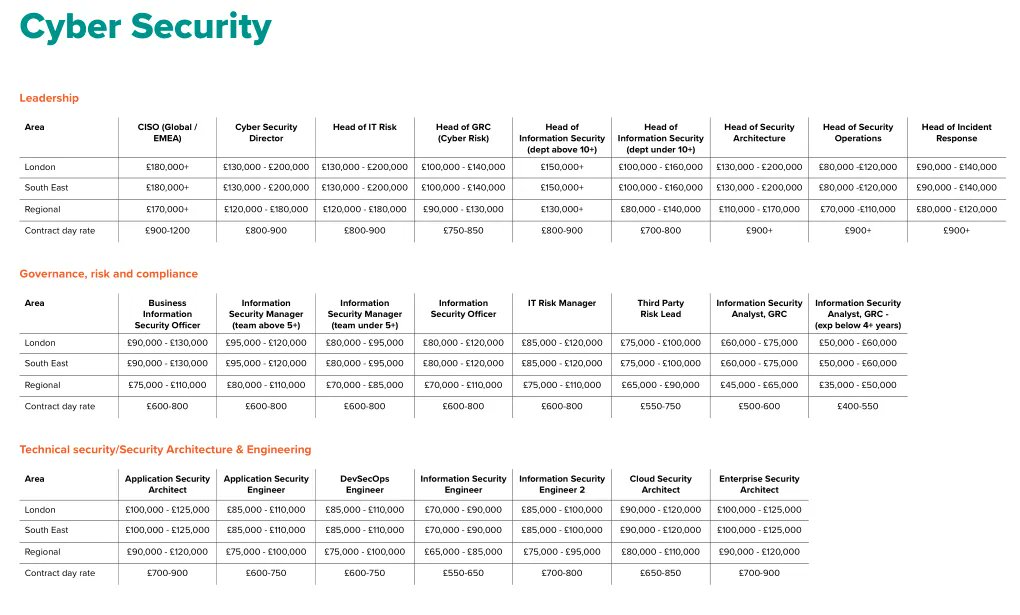 Cyber Security
Leadership
Area CISO (Global / EMEA) Cyber Security Director Head of IT Risk Head of GRC (Cyber Risk) Head of Information Security (dept above 10+) Head of Information Security (dept under 10+) Head of Security Architecture Head of Security Operations Head of Incident Response
London £180,000+ £130,000 - £200,000 £130,000 - £200,000 £100,000 - £140,000 £150,000+ £100,000 - £160,000 £130,000 - £200,000 £80,000 -£120,000 £90,000 - £140,000
South East £180,000+ £130,000 - £200,000 £130,000 - £200,000 £100,000 - £140,000 £150,000+ £100,000 - £160,000 £130,000 - £200,000 £80,000 -£120,000 £90,000 - £140,000
Regional £170,000+ £120,000 - £180,000 £120,000 - £180,000 £90,000 - £130,000 £130,000+ £80,000 - £140,000 £110,000 - £170,000 £70,000 -£110,000 £80,000 - £120,000
Contract day rate £900-1200 £800-900 £800-900 £750-850 £800-900 £700-800 £900+ £900+ £900+
Governance, risk and compliance
Area Business Information Security Officer Information Security Manager (team above 5+) Information Security Manager (team under 5+) Information Security Officer IT Risk Manager Third Party Risk Lead Information Security Analyst, GRC Information Security Analyst, GRC - (exp below 4+ years)
London £90,000 - £130,000 £95,000 - £120,000 £80,000 - £95,000 £80,000 - £120,000 £85,000 - £120,000 £75,000 - £100,000 £60,000 - £75,000 £50,000 - £60,000
South East £90,000 - £130,000 £95,000 - £120,000 £80,000 - £95,000 £80,000 - £120,000 £85,000 - £120,000 £75,000 - £100,000 £60,000 - £75,000 £50,000 - £60,000
Regional £75,000 - £110,000 £80,000 - £110,000 £70,000 - £85,000 £70,000 - £110,000 £75,000 - £110,000 £65,000 - £90,000 £45,000 - £65,000 £35,000 - £50,000
Contract day rate £600-800 £600-800 £600-800 £600-800 £600-800 £550-750 £500-600 £400-550
Technical security/Security Architecture & Engineering
Area Application Security Architect Application Security Engineer DevSecOps Engineer Information Security Engineer Information Security Engineer 2 Cloud Security Architect Enterprise Security Architect
London £100,000 - £125,000 £85,000 - £110,000 £85,000 - £110,000 £70,000 - £90,000 £85,000 - £100,000 £90,000 - £120,000 £100,000 - £125,000
South East £100,000 - £125,000 £85,000 - £110,000 £85,000 - £110,000 £70,000 - £90,000 £85,000 - £100,000 £90,000 - £120,000 £100,000 - £125,000
Regional £90,000 - £120,000 £75,000 - £100,000 £75,000 - £100,000 £65,000 - £85,000 £75,000 - £95,000 £80,000 - £110,000 £90,000 - £120,000
Contract day rate £700-900 £600-750 £600-750 £550-650 £700-800 £650-850 £700-900